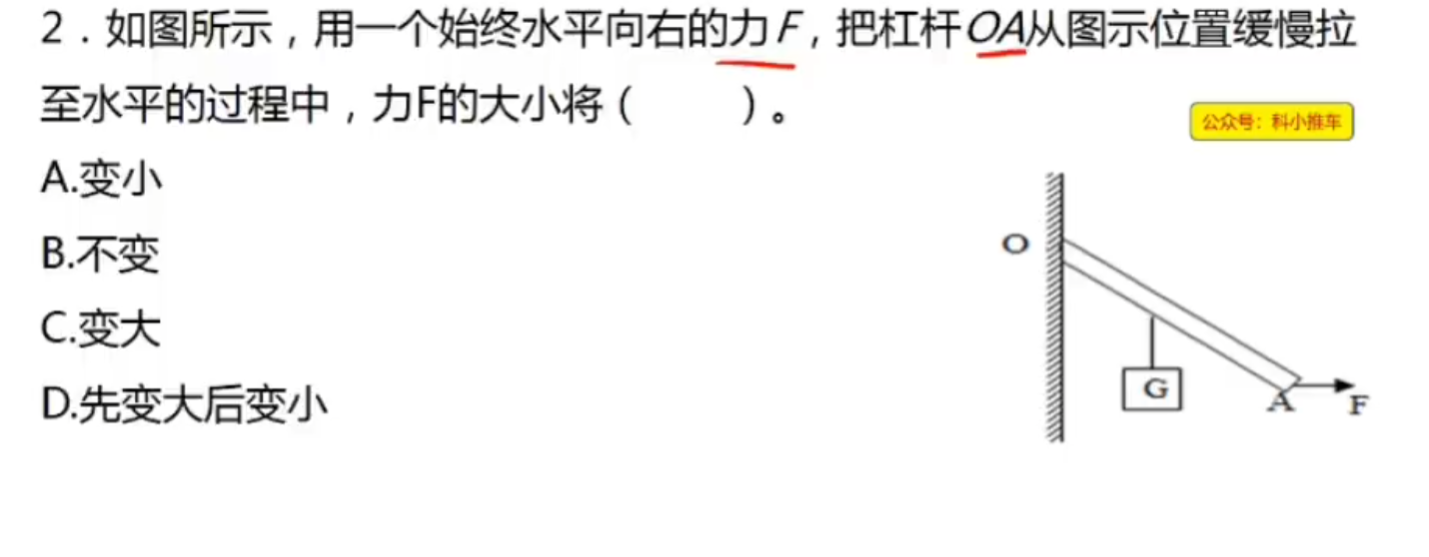 2．如图所示，用一个始终水平向右的力F，把杠杆OA从图示位置缓慢拉
至水平的过程中，力F的大小将（　　）。
公众号：科小推车
A.变小
B.不变
C.变大
D.先变大后变小
O
G
A
F